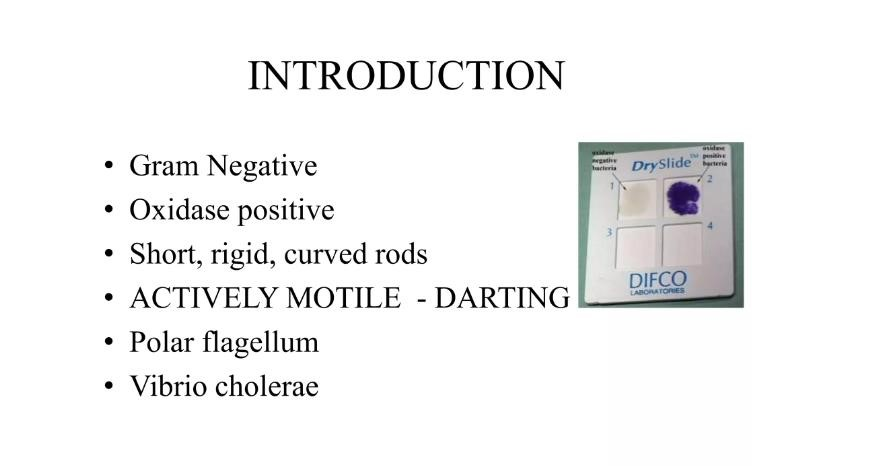 INTRODUCTION
• Gram Negative
• Oxidase positive
• Short, rigid, curved rods
• ACTIVELY MOTILE - DARTING
• Polar flagellum
• Vibrio cholerae
oxidase
negative
bacteria
oxidase
positive
bacteria
DrySlide™
1
2
3
4
DIFCO
LABORATORIES